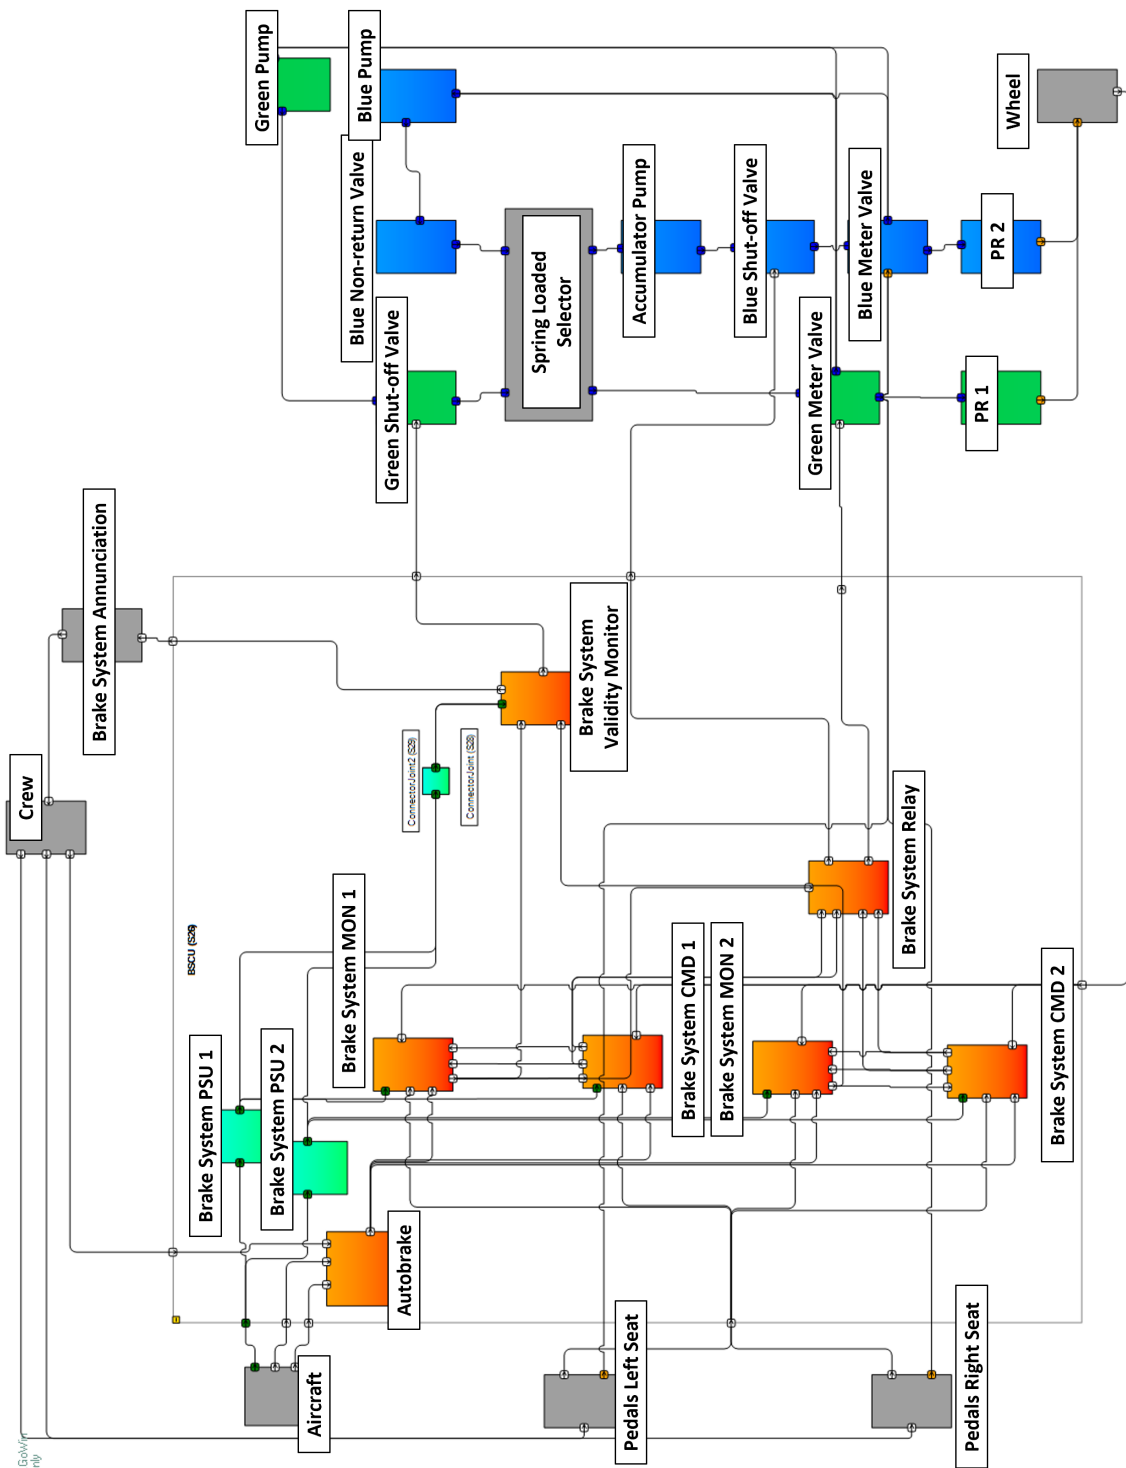 GoWin
nly
Crew
Brake System Annunciation
Green Pump
Blue Pump
Blue Non-return Valve
Green Shut-off Valve
Spring Loaded
Selector
Accumulator Pump
Blue Shut-off Valve
Blue Meter Valve
Green Meter Valve
PR 1
PR 2
Wheel
BSCU (S26)
ConnectorJoint2 (S29)
ConnectorJoint (S28)
Brake System
Validity Monitor
Brake System PSU 1
Brake System PSU 2
Brake System MON 1
Brake System CMD 1
Brake System MON 2
Brake System CMD 2
Brake System Relay
Autobrake
Aircraft
Pedals Left Seat
Pedals Right Seat